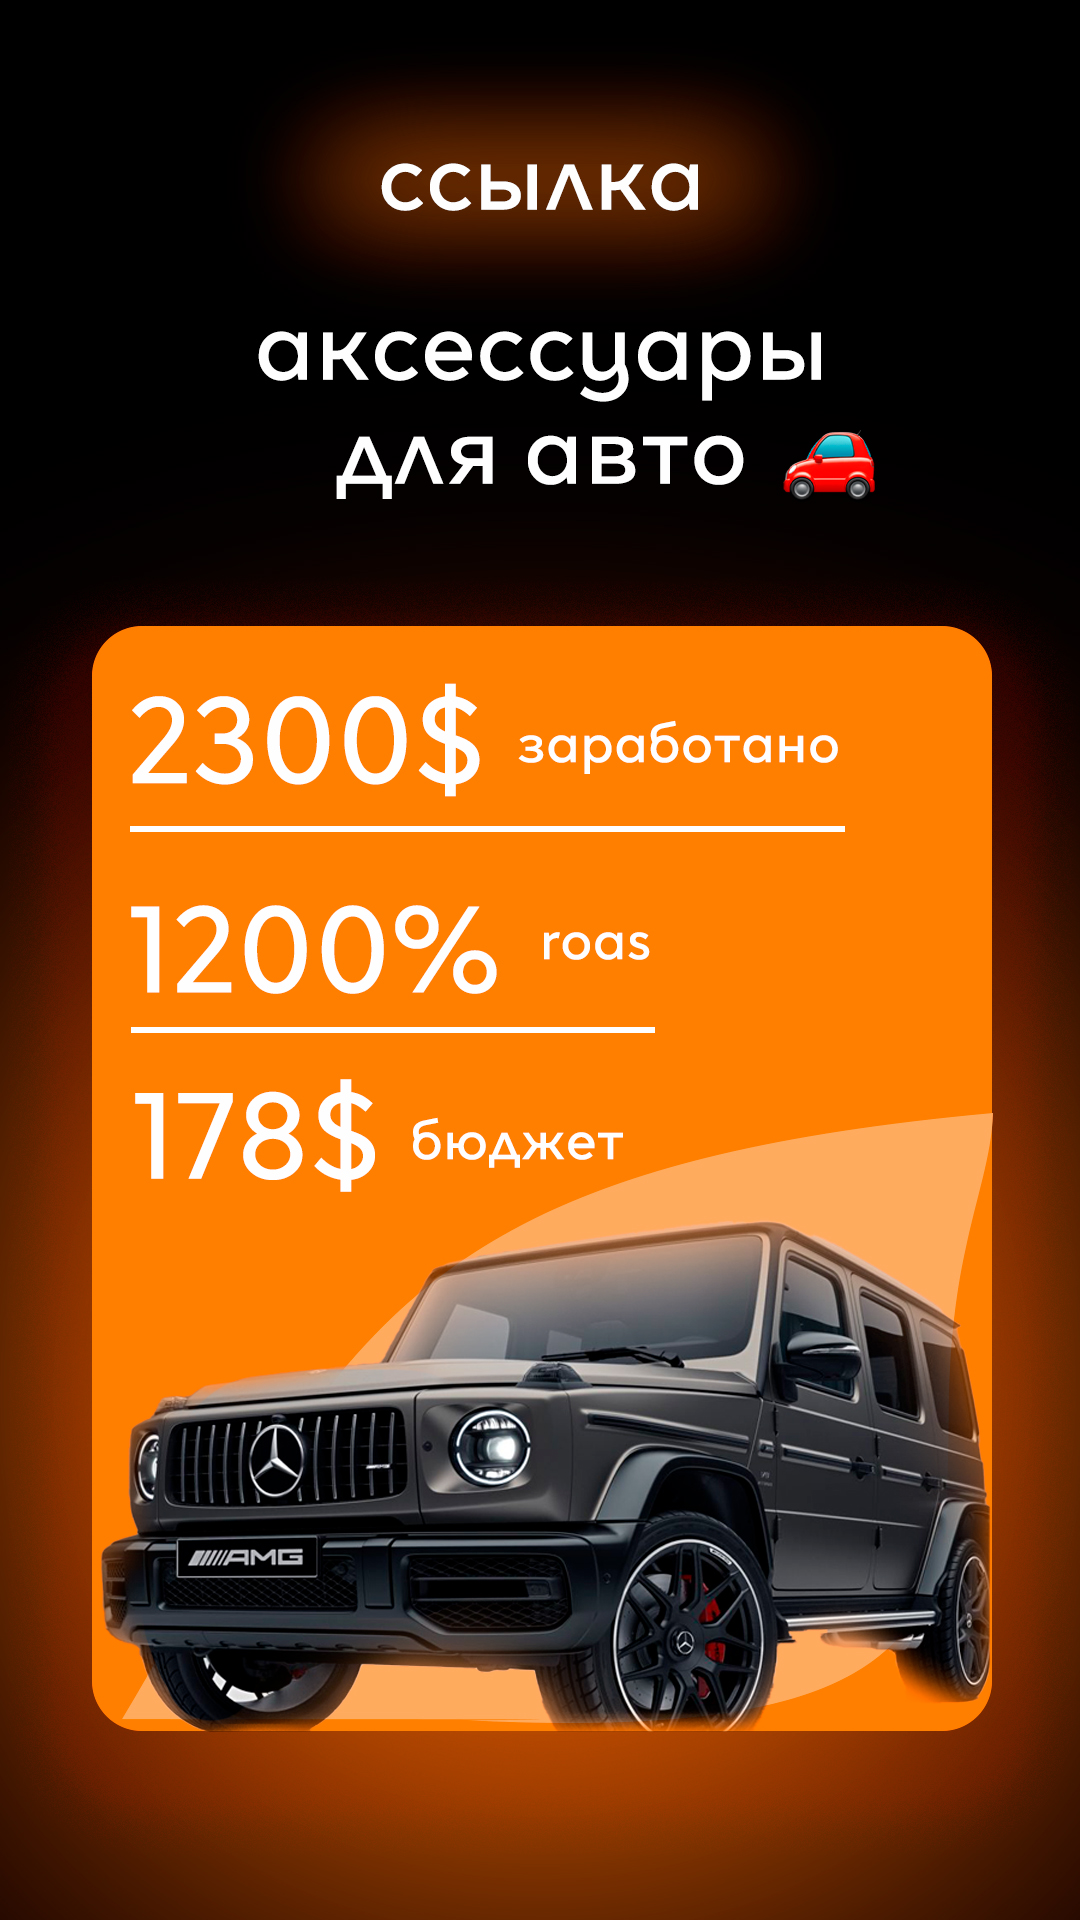 ссылка
аксессуары
для авто
2300$ заработано
1200% roas
178$ бюджет
AMG